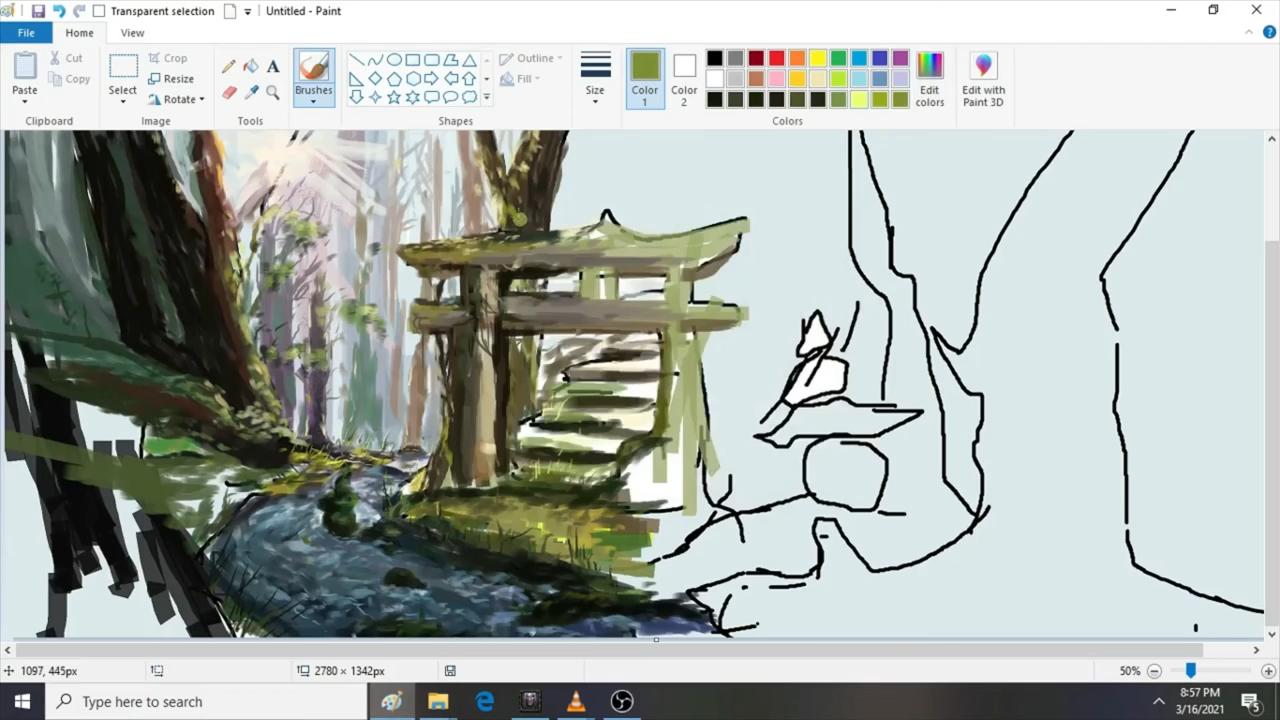 Transparent selection
Untitled - Paint
File
Home
View
Paste
Cut
Copy
Clipboard
Select
Crop
Resize
Rotate
Image
A
Tools
Brushes
Outline
Fill
Shapes
Size
Color 1
Color 2
Edit colors
Edit with Paint 3D
Colors
1097, 445px
2780 × 1342px
50%
Type here to search
8:57 PM
3/16/2021
5